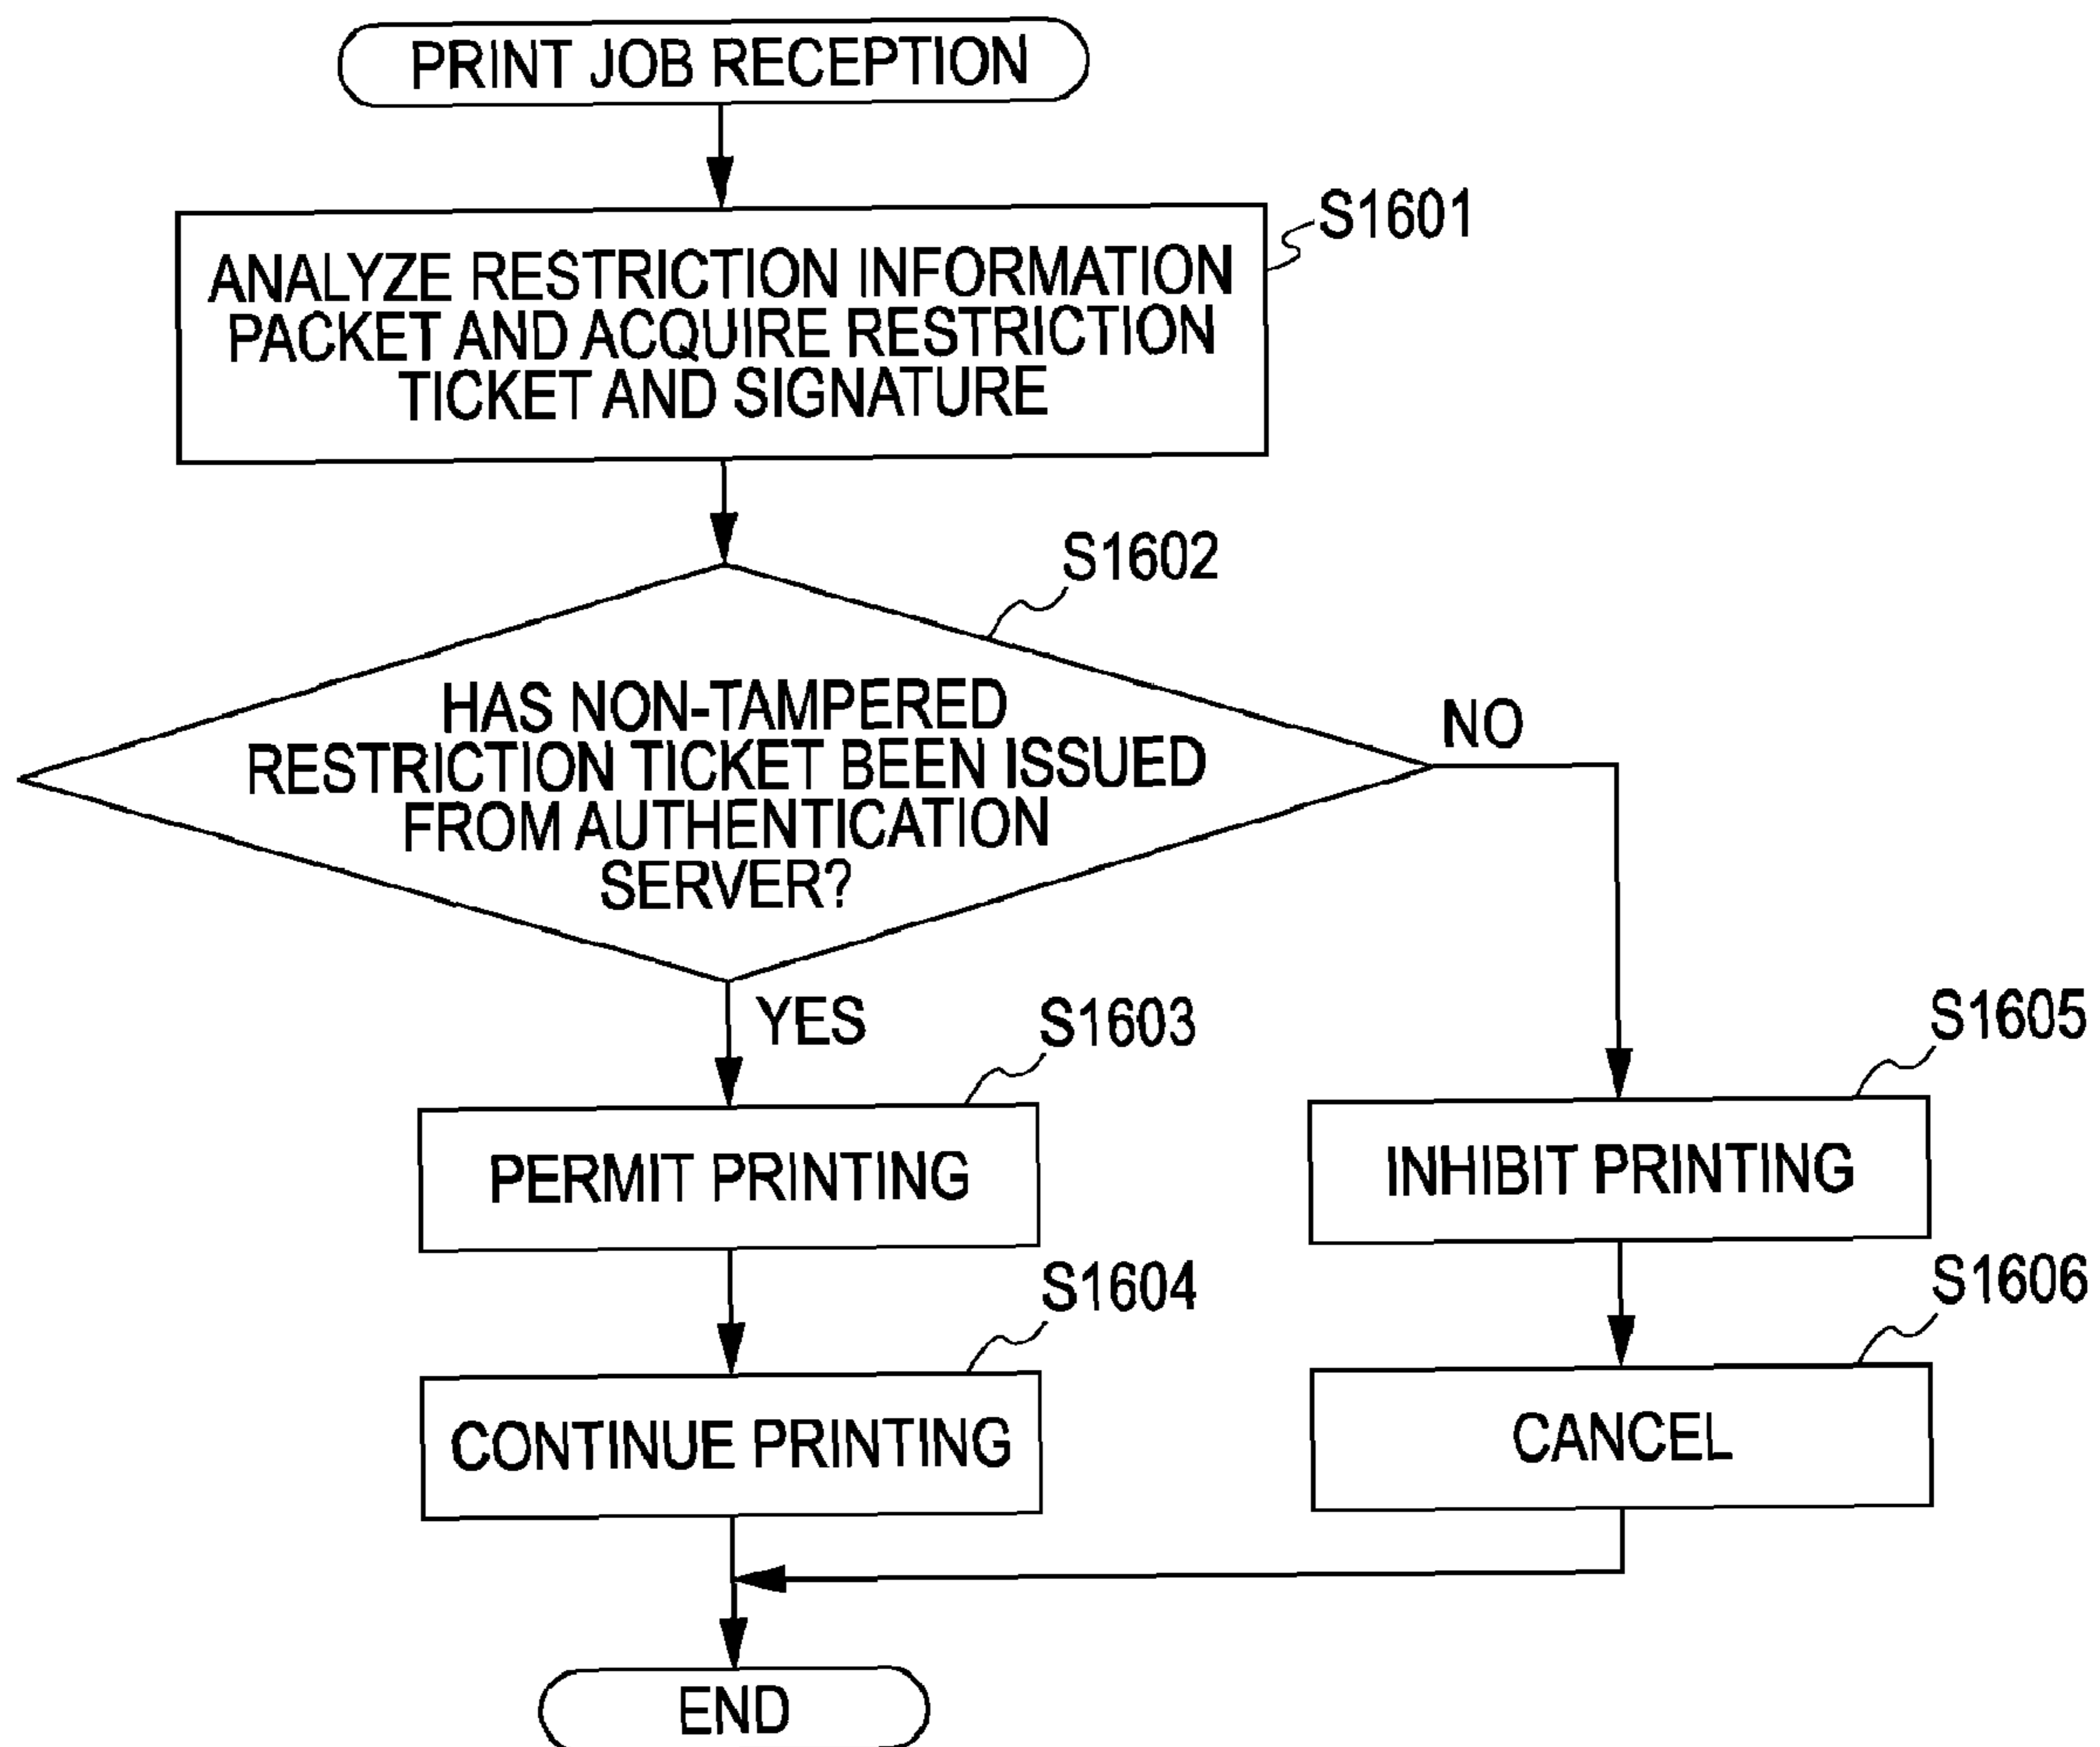 PRINT JOB RECEPTION
S1601
ANALYZE RESTRICTION INFORMATION
PACKET AND ACQUIRE RESTRICTION
TICKET AND SIGNATURE
S1602
HAS NON-TAMPERED
RESTRICTION TICKET BEEN ISSUED
FROM AUTHENTICATION
SERVER?
NO
YES
S1603
S1605
PERMIT PRINTING
INHIBIT PRINTING
S1604
S1606
CONTINUE PRINTING
CANCEL
END